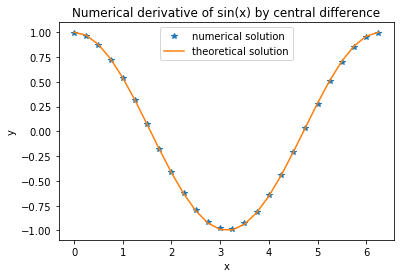 Numerical derivative of sin(x) by central difference
numerical solution
theoretical solution
1.00
0.75
0.50
0.25
0.00
−0.25
−0.50
−0.75
−1.00
y
0 1 2 3 4 5 6
x